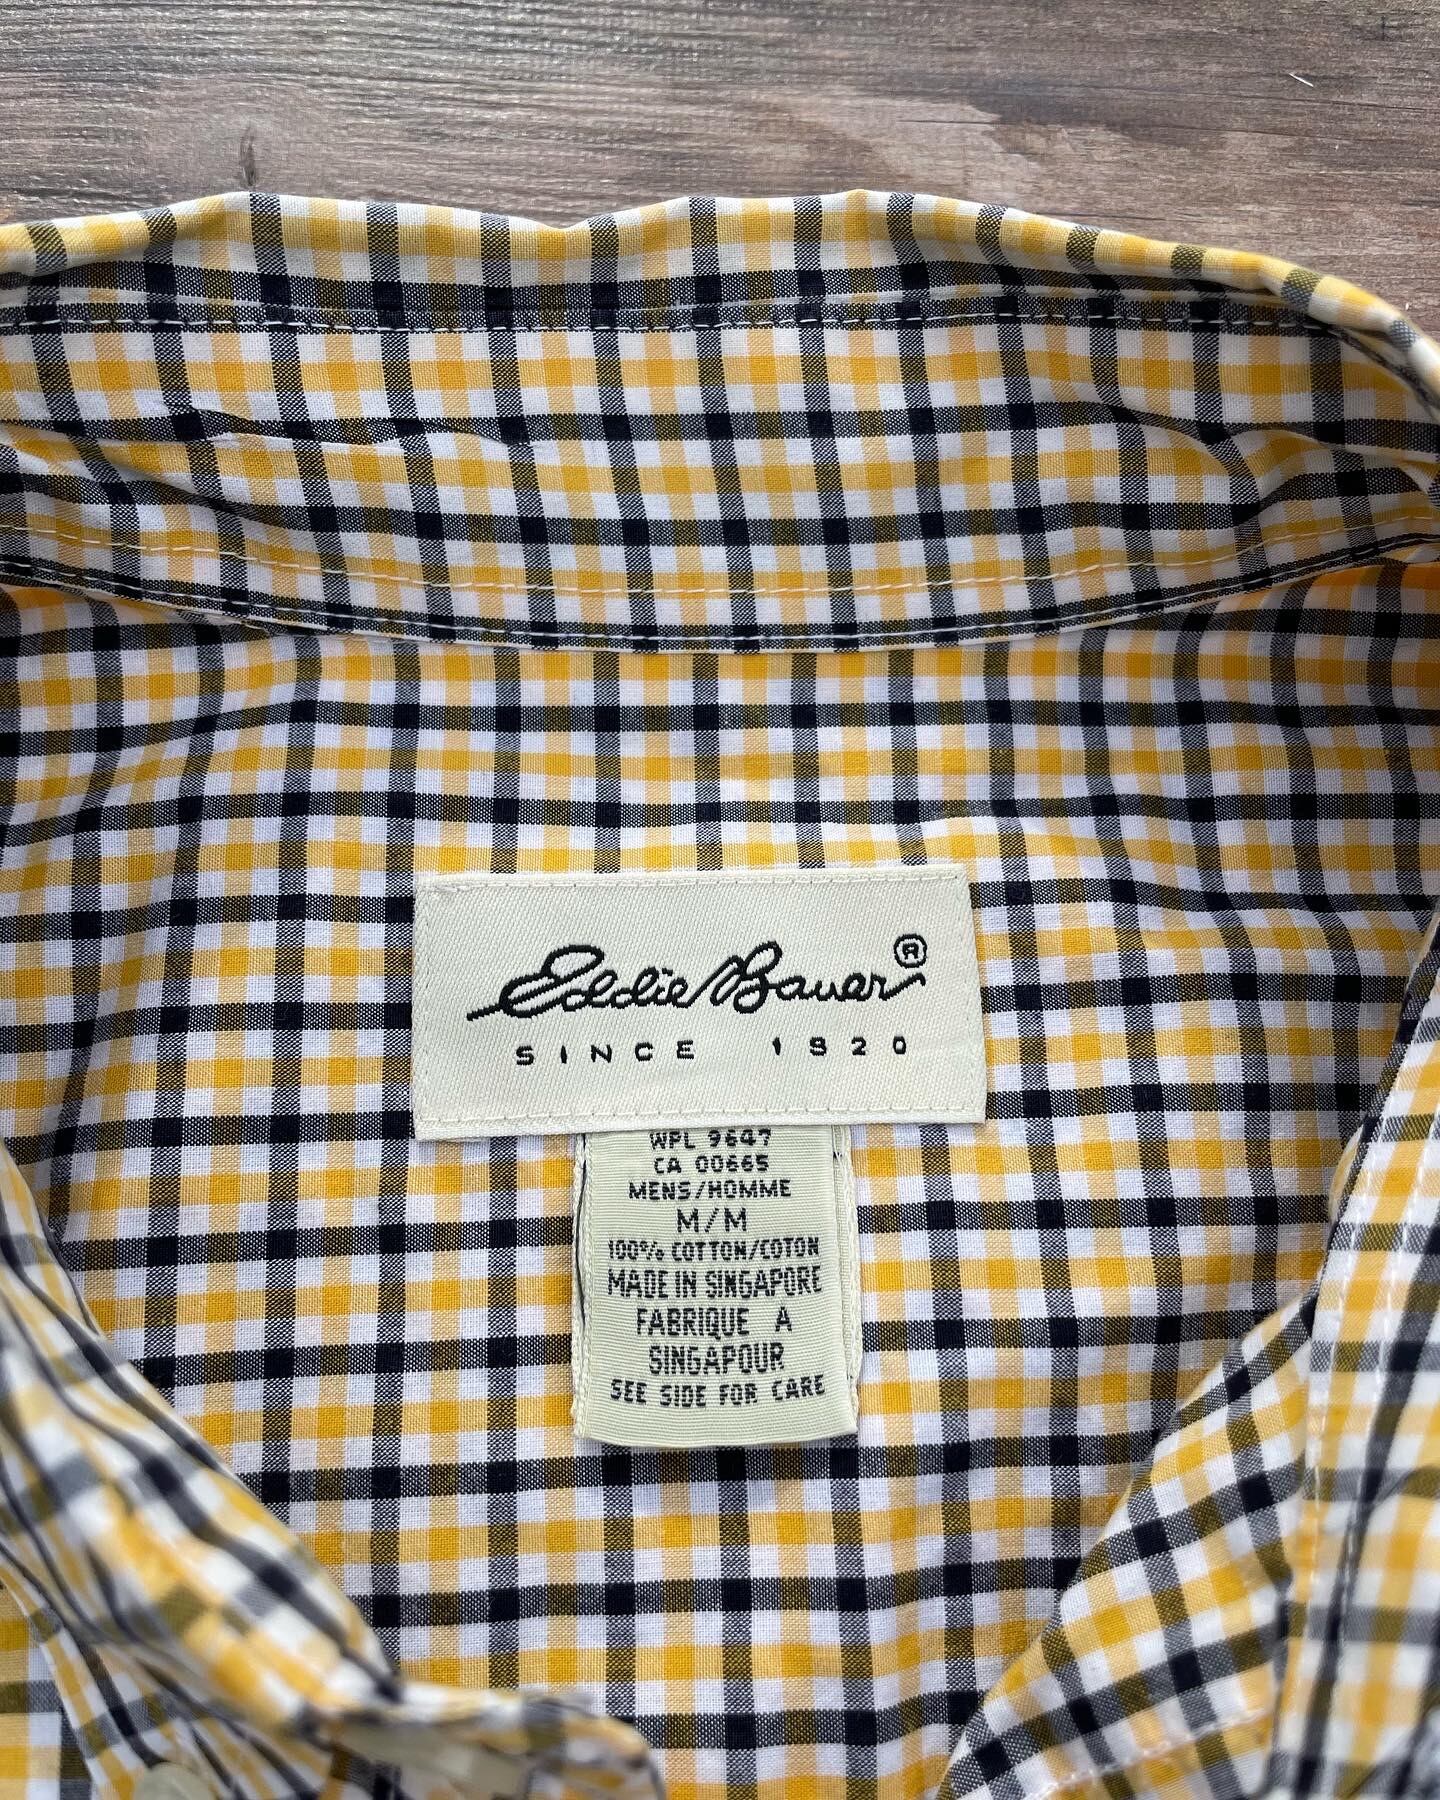 Eddie Bauer®
SINCE 1920
WPL 9647
CA 00665
MENS/HOMME
M/M
100% COTTON/COTON
MADE IN SINGAPORE
FABRIQUE A
SINGAPOUR
SEE SIDE FOR CARE